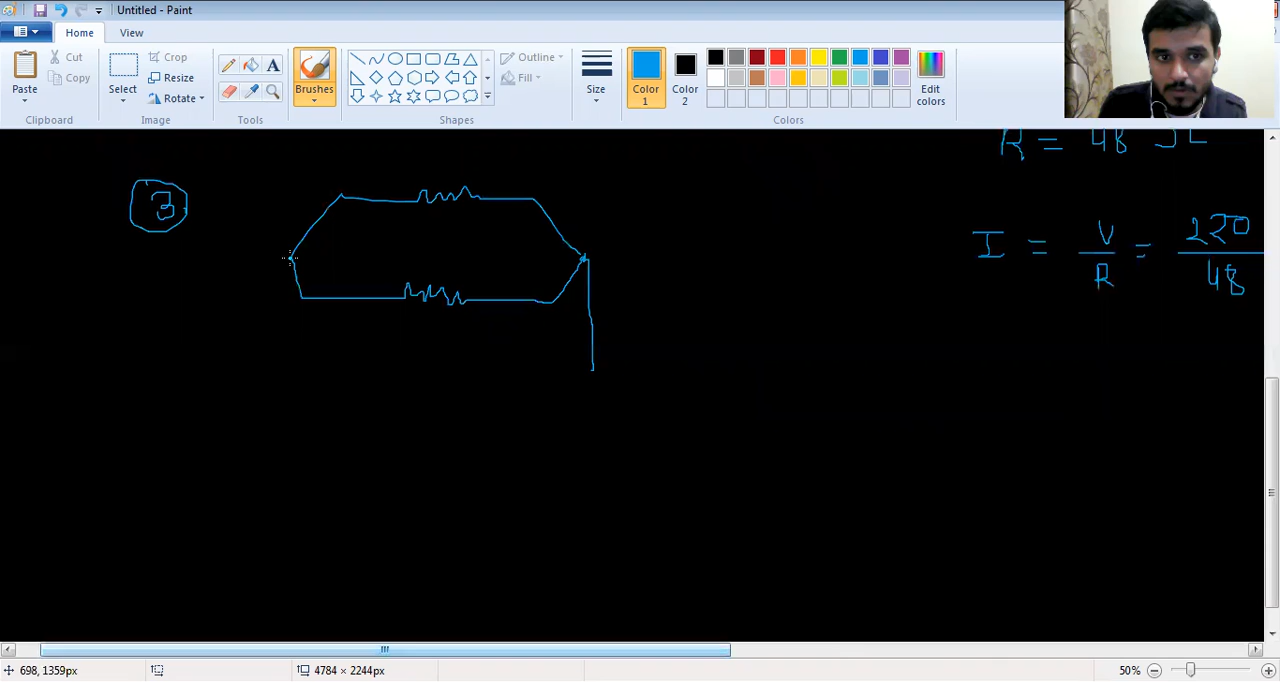 Untitled - Paint
Home
View
Paste
Cut
Copy
Clipboard
Select
Crop
Resize
Rotate
Image
Tools
Brushes
Shapes
Outline
Fill
Size
Color 1
Color 2
Edit colors
Colors
R = 48 Ω
3
I = V/R = 220/48
698, 1359px
4784 × 2244px
50%